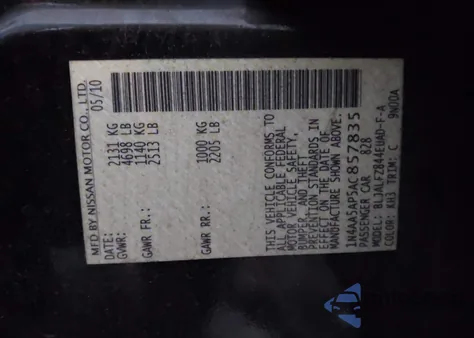 MFD BY NISSAN MOTOR CO., LTD.
05/10
GVWR: 2131 KG
4698 LB
GAWR FR.: 1140 KG
2513 LB
GAWR RR.: 1000 KG
2205 LB
THIS VEHICLE CONFORMS TO
ALL APPLICABLE FEDERAL
MOTOR VEHICLE SAFETY,
BUMPER, AND THEFT
PREVENTION STANDARDS IN
EFFECT ON THE DATE OF
MANUFACTURE SHOWN ABOVE.
1N4AA5AP5AC857835
PASSENGER CAR 828
MODEL:
COLOR: KH3 TRIM: C 9N00A